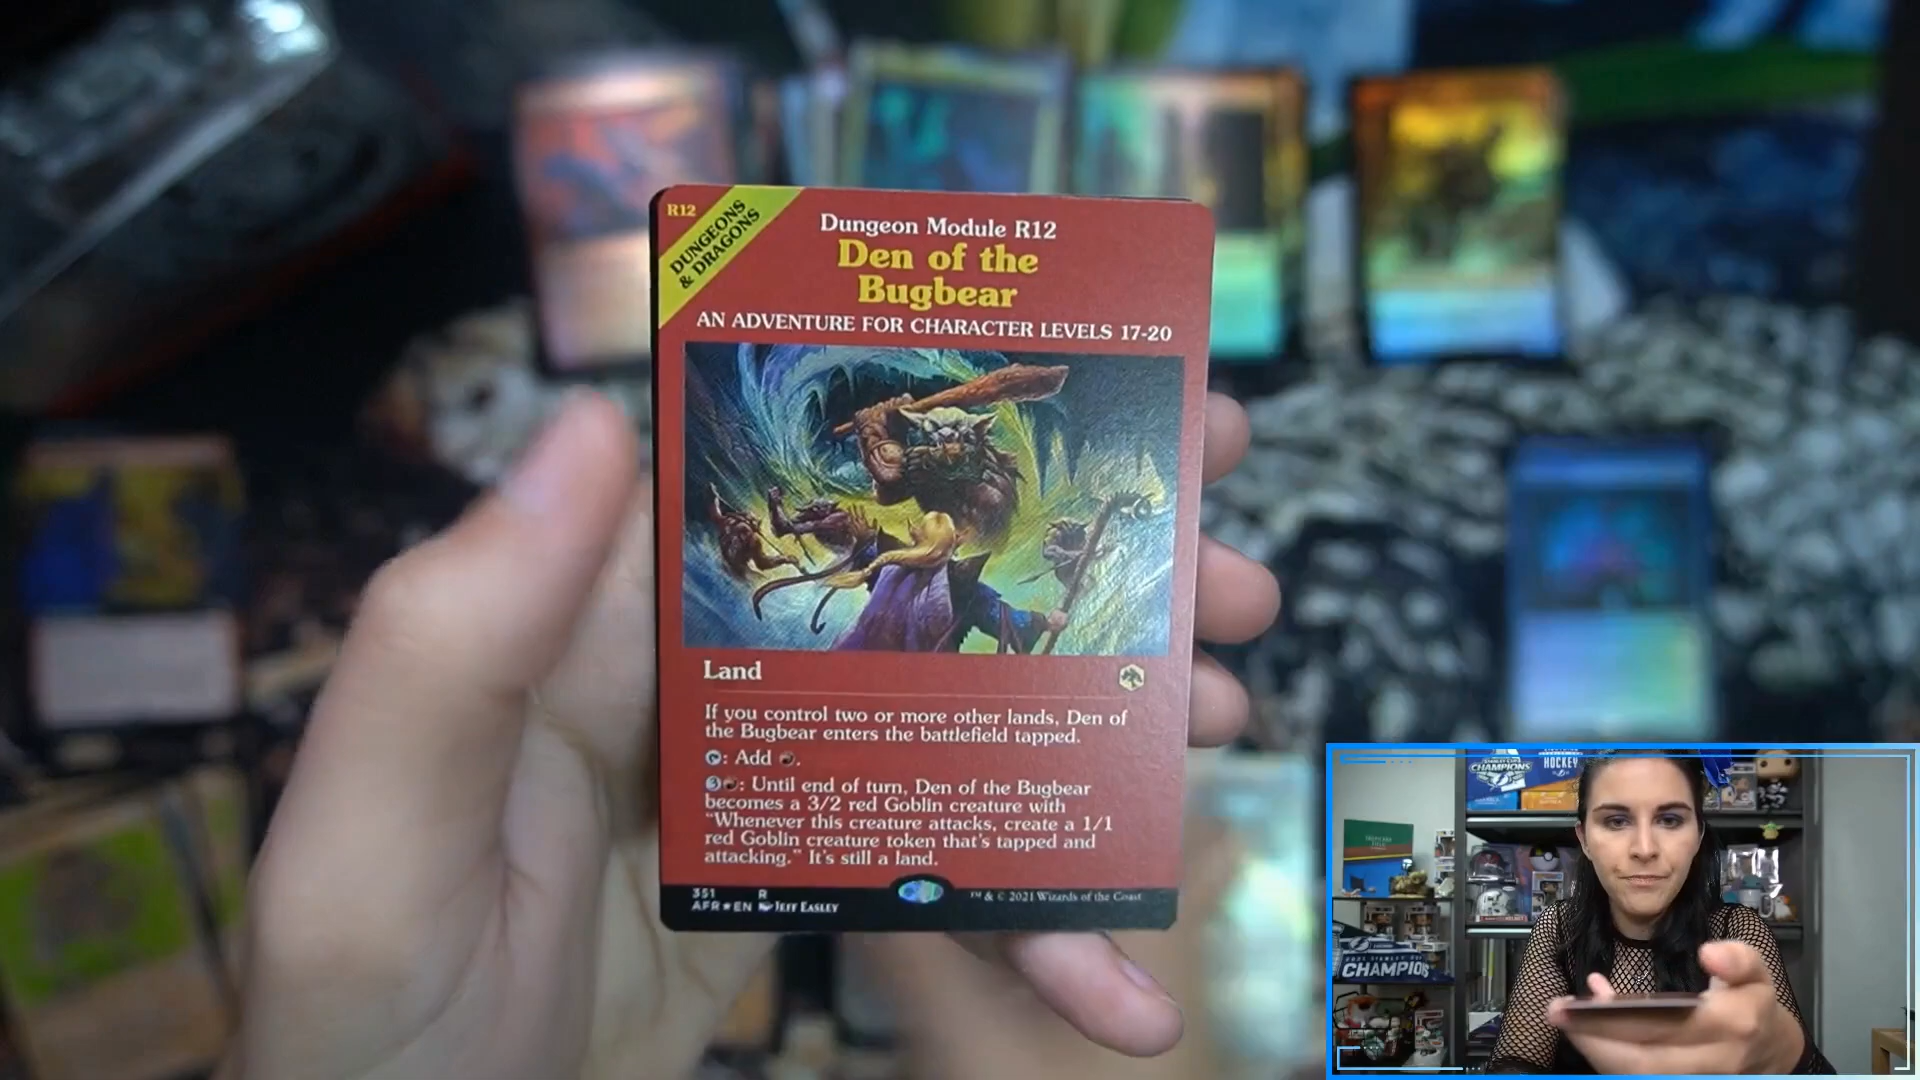 R12
DUNGEONS
& DRAGONS
Dungeon Module R12
Den of the
Bugbear
AN ADVENTURE FOR CHARACTER LEVELS 17-20
Land
If you control two or more other lands, Den of
the Bugbear enters the battlefield tapped.
: Add .
3: Until end of turn, Den of the Bugbear
becomes a 3/2 red Goblin creature with
"Whenever this creature attacks, create a 1/1
red Goblin creature token that's tapped and
attacking." It's still a land.
351 R
AFR★EN JEFF EASLEY
™ & © 2021 Wizards of the Coast
CHAMPIONS
HOCKEY
CHAMPIO